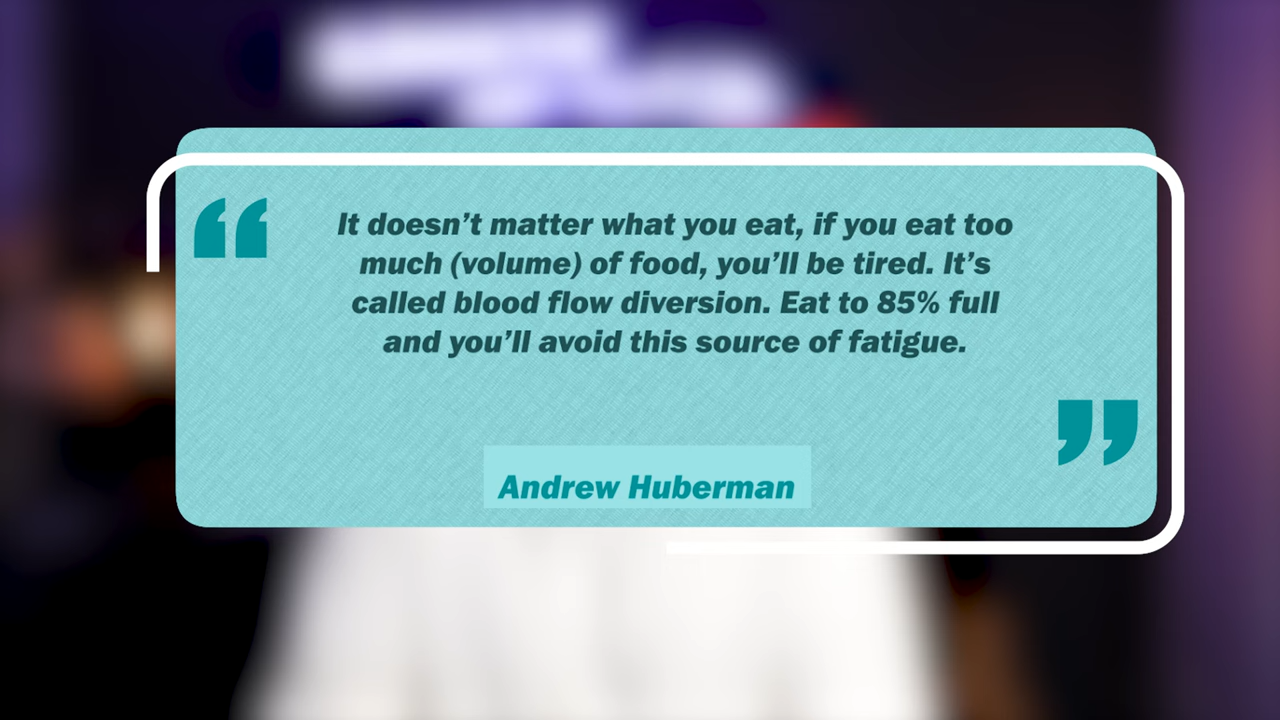 “
It doesn’t matter what you eat, if you eat too
much (volume) of food, you’ll be tired. It’s
called blood flow diversion. Eat to 85% full
and you’ll avoid this source of fatigue.
”
Andrew Huberman